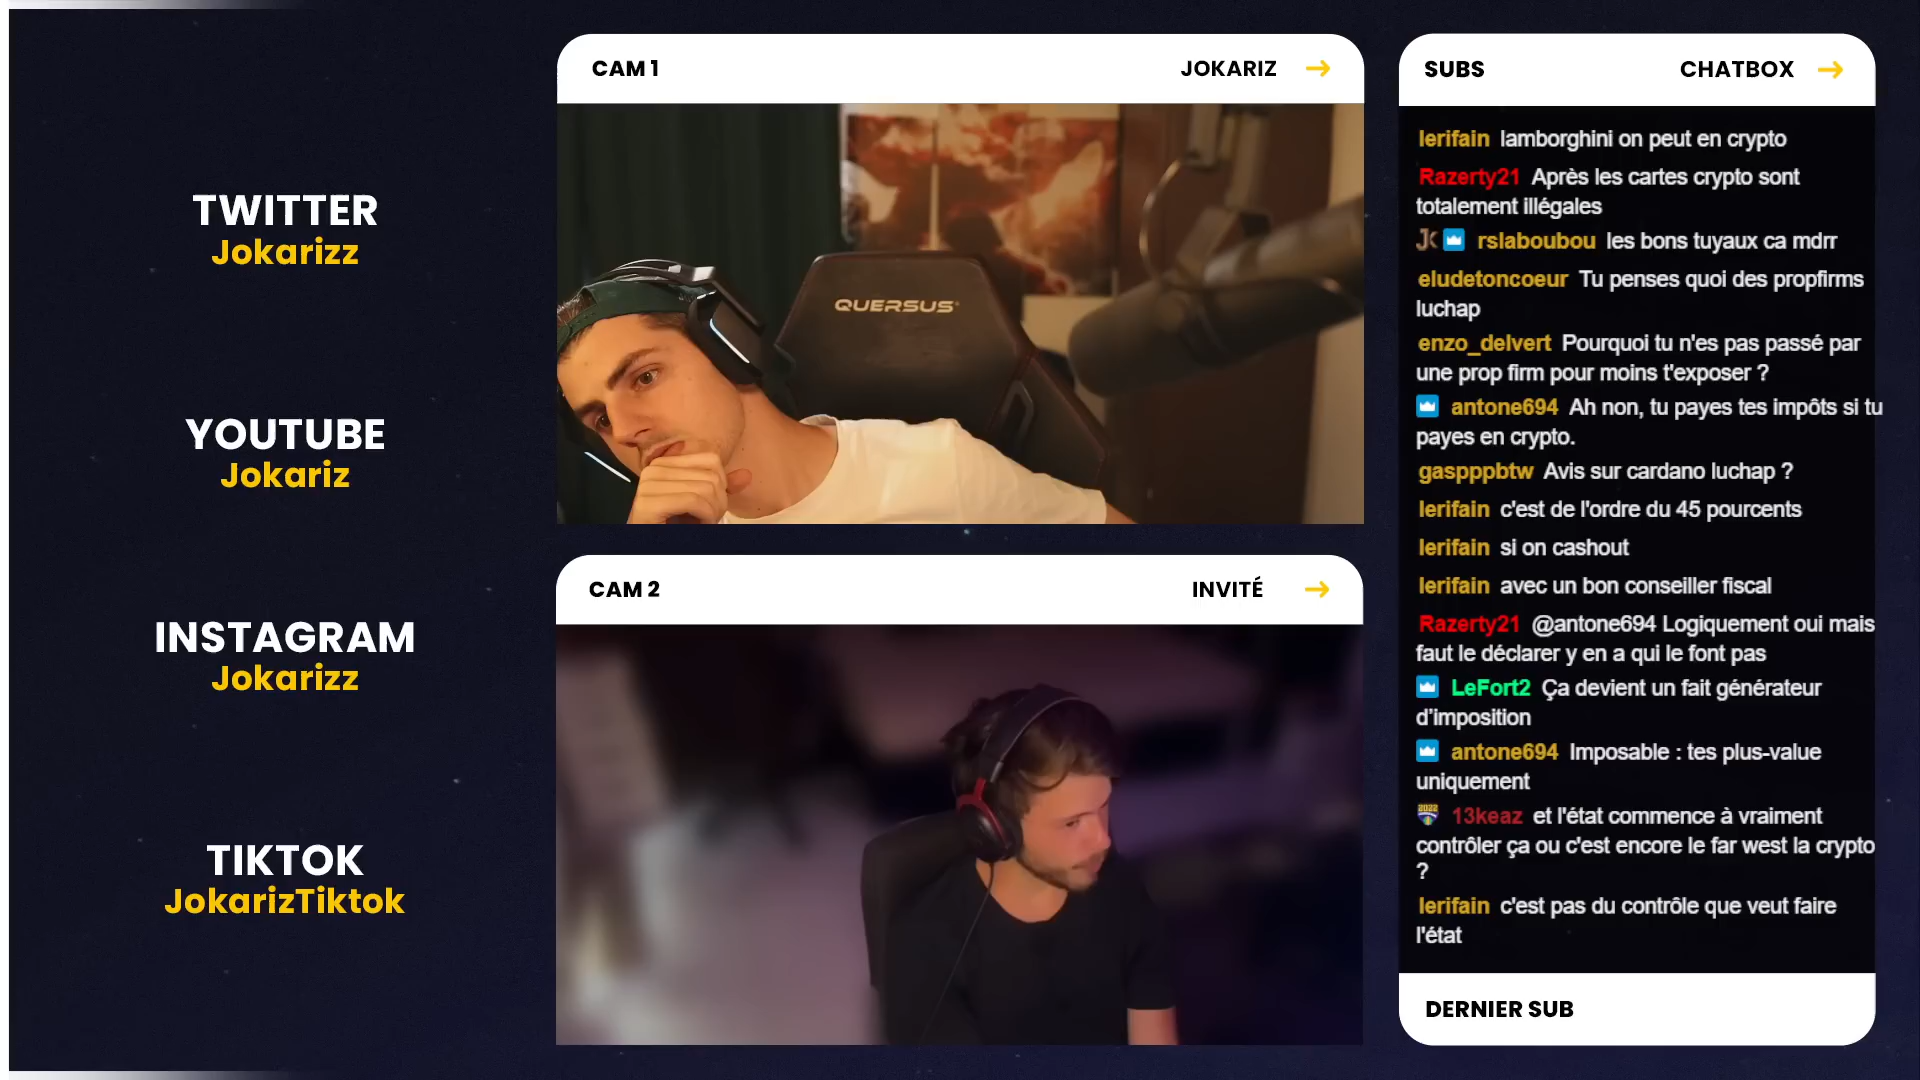 TWITTER
Jokarizz
YOUTUBE
Jokariz
INSTAGRAM
Jokarizz
TIKTOK
JokarizTiktok
CAM 1
JOKARIZ
QUERSUS
CAM 2
INVITÉ
SUBS
CHATBOX
lerifain lamborghini on peut en crypto
Razerty21 Après les cartes crypto sont
totalement illégales
JK rslaboubou les bons tuyaux ca mdrr
eludetoncoeur Tu penses quoi des propfirms
luchap
enzo_delvert Pourquoi tu n'es pas passé par
une prop firm pour moins t'exposer ?
antone694 Ah non, tu payes tes impôts si tu
payes en crypto.
gaspppbtw Avis sur cardano luchap ?
lerifain c'est de l'ordre du 45 pourcents
lerifain si on cashout
lerifain avec un bon conseiller fiscal
Razerty21 @antone694 Logiquement oui mais
faut le déclarer y en a qui le font pas
LeFort2 Ça devient un fait générateur
d'imposition
antone694 Imposable : tes plus-value
uniquement
2022 13keaz et l'état commence à vraiment
contrôler ça ou c'est encore le far west la crypto
?
lerifain c'est pas du contrôle que veut faire
l'état
DERNIER SUB